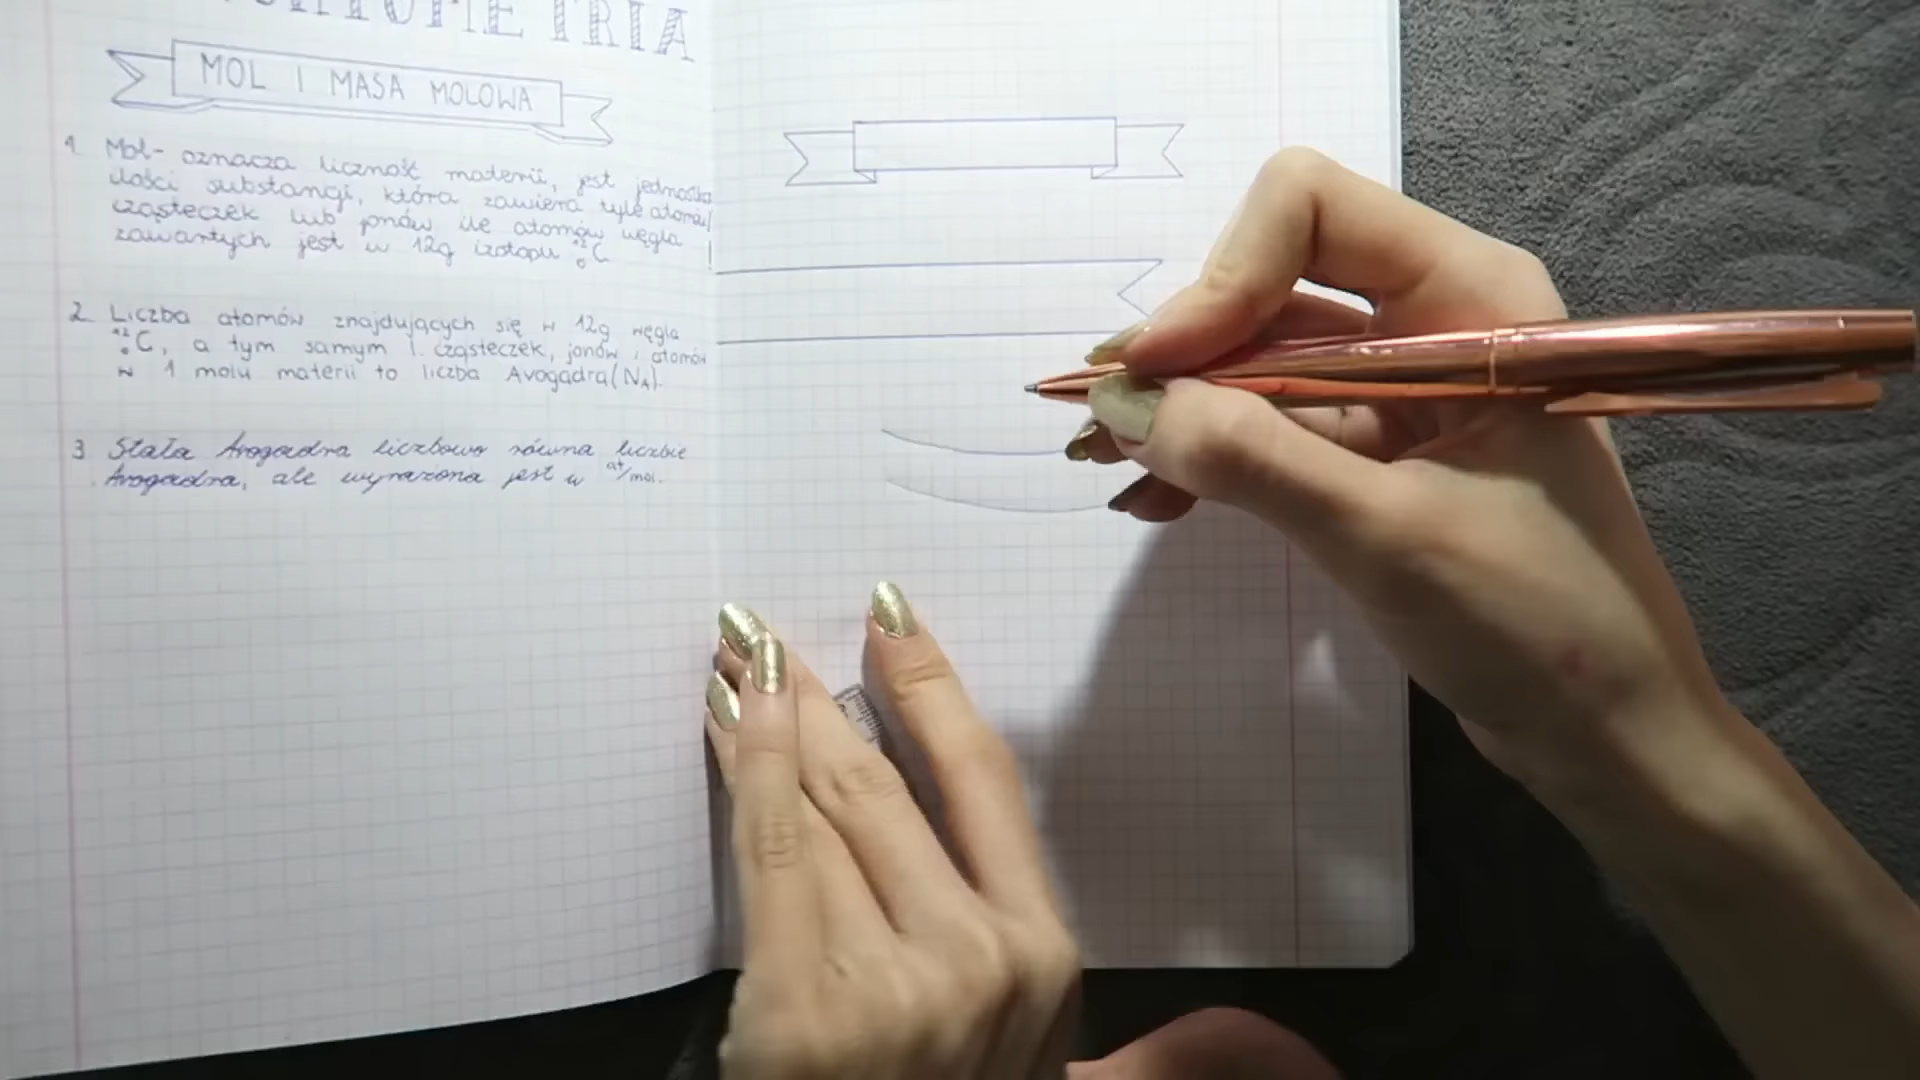 METRIA
MOL I MASA MOLOWA
1. Mol- oznacza liczność materii, jest jednostką
ilości substancji, która zawiera tyle atomów
cząsteczek lub jonów ile atomów węgla
zawartych jest w 12g izotopu ¹²C
2. Liczba atomów znajdujących się w 12g węgla
¹²C, a tym samym l. cząsteczek, jonów i atomów
w 1 molu materii to liczba Avogadra (NA).
3 Stała Avogadra liczbowo równa liczbie
Avogadra, ale wyrażona jest w at/mol.